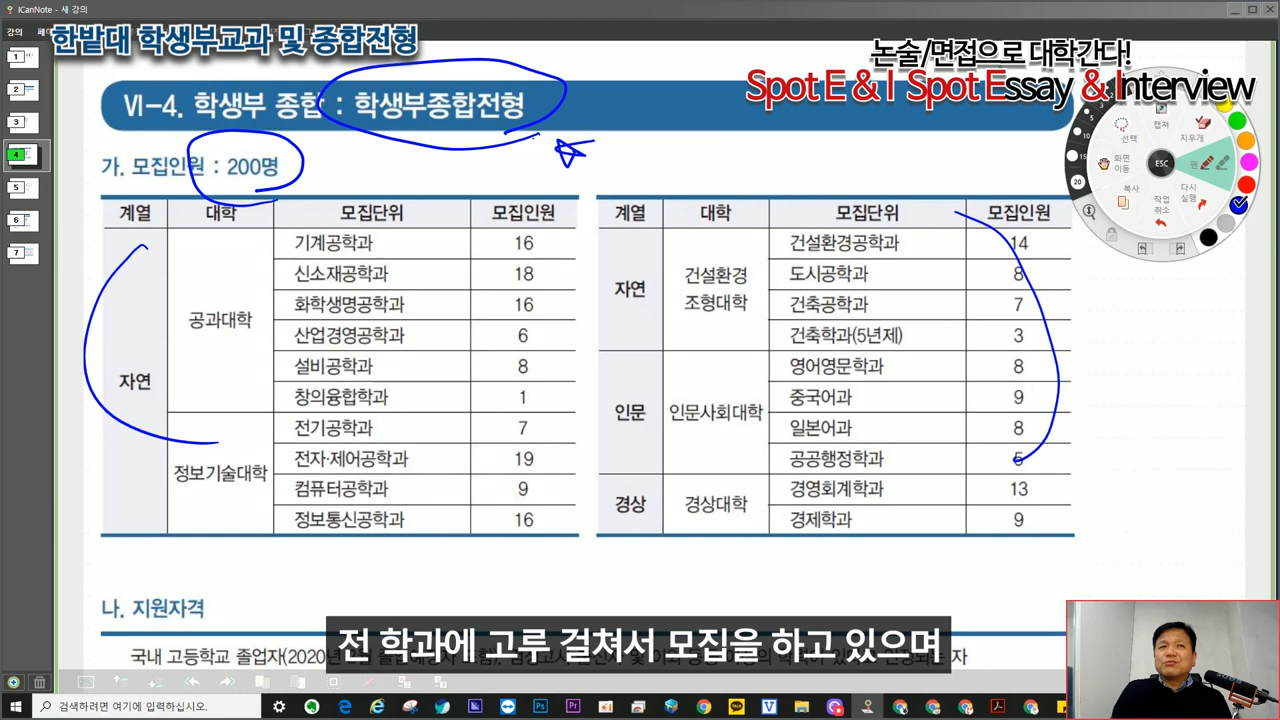 ICanNote - 새 강의
강의
한밭대 학생부교과 및 종합전형
논술/면접으로 대학간다!
Spot E & I Spot Essay & Interview
VI-4. 학생부 종합 : 학생부종합전형
가. 모집인원 : 200명
계열 대학 모집단위 모집인원
자연 공과대학 기계공학과 16
신소재공학과 18
화학생명공학과 16
산업경영공학과 6
설비공학과 8
창의융합학과 1
정보기술대학 전기공학과 7
전자·제어공학과 19
컴퓨터공학과 9
정보통신공학과 16
계열 대학 모집단위 모집인원
자연 건설환경 조형대학 건설환경공학과 14
도시공학과 8
건축공학과 7
건축학과(5년제) 3
인문 인문사회대학 영어영문학과 8
중국어과 9
일본어과 8
공공행정학과 5
경상 경상대학 경영회계학과 13
경제학과 9
나. 지원자격
국내 고등학교 졸업자(2020년
전 학과에 고루 걸쳐서 모집을 하고 있으며
1
2
3
4
5
6
7
선택
캡쳐
지우개
화면
이동
ESC
펜
복사
작업
취소
다시
실행
10
15
20
검색하려면 여기에 입력하십시오.